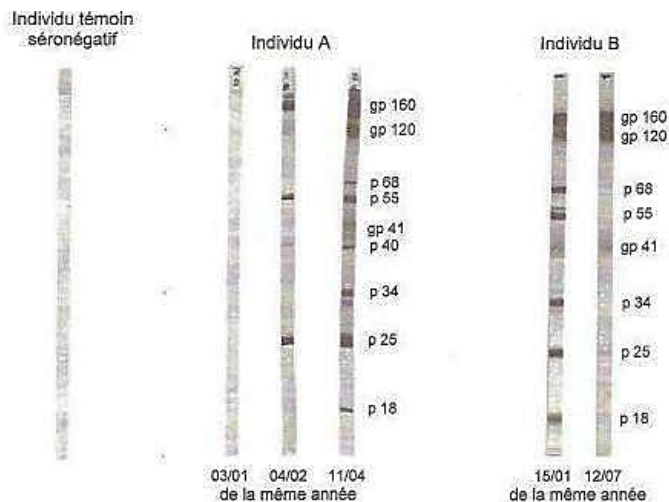 Individu témoin
séronégatif
Individu A
Individu B
gp 160
gp 120
p 68
p 55
gp 41
p 40
p 34
p 25
p 18
gp 160
gp 120
p 68
p 55
gp 41
p 34
p 25
p 18
03/01 04/02 11/04
de la même année
15/01 12/07
de la même année